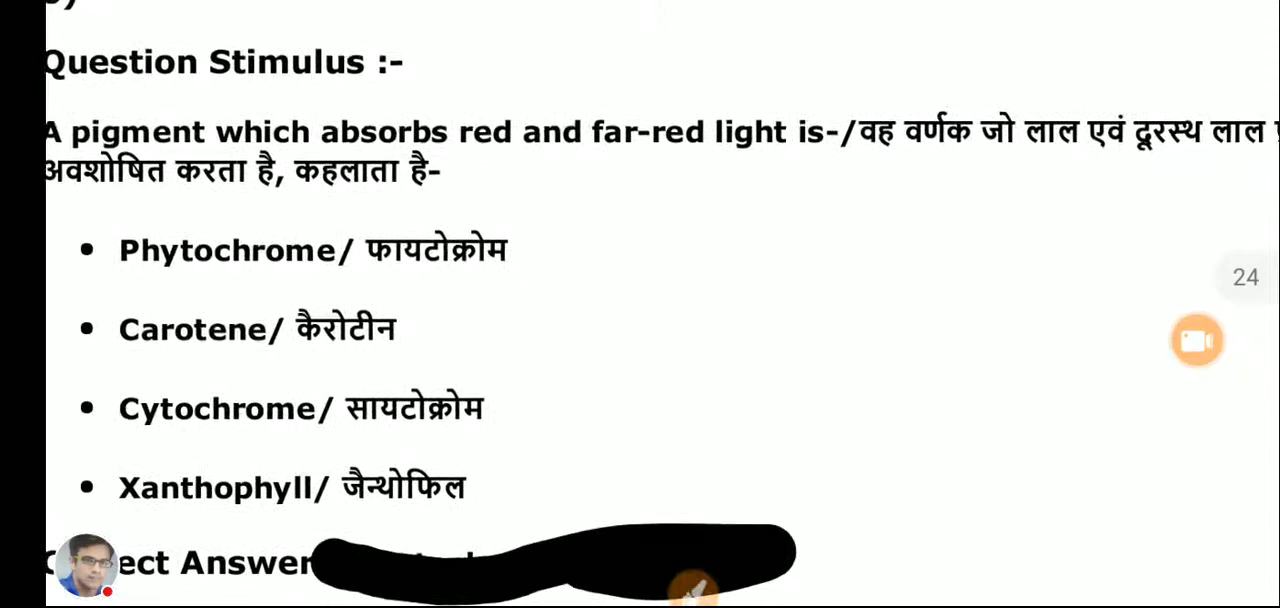 Question Stimulus :-
A pigment which absorbs red and far-red light is-/वह वर्णक जो लाल एवं दूरस्थ लाल
अवशोषित करता है, कहलाता है-
• Phytochrome/ फायटोक्रोम
24
• Carotene/ कैरोटीन
• Cytochrome/ सायटोक्रोम
• Xanthophyll/ जैन्थोफिल
Answer